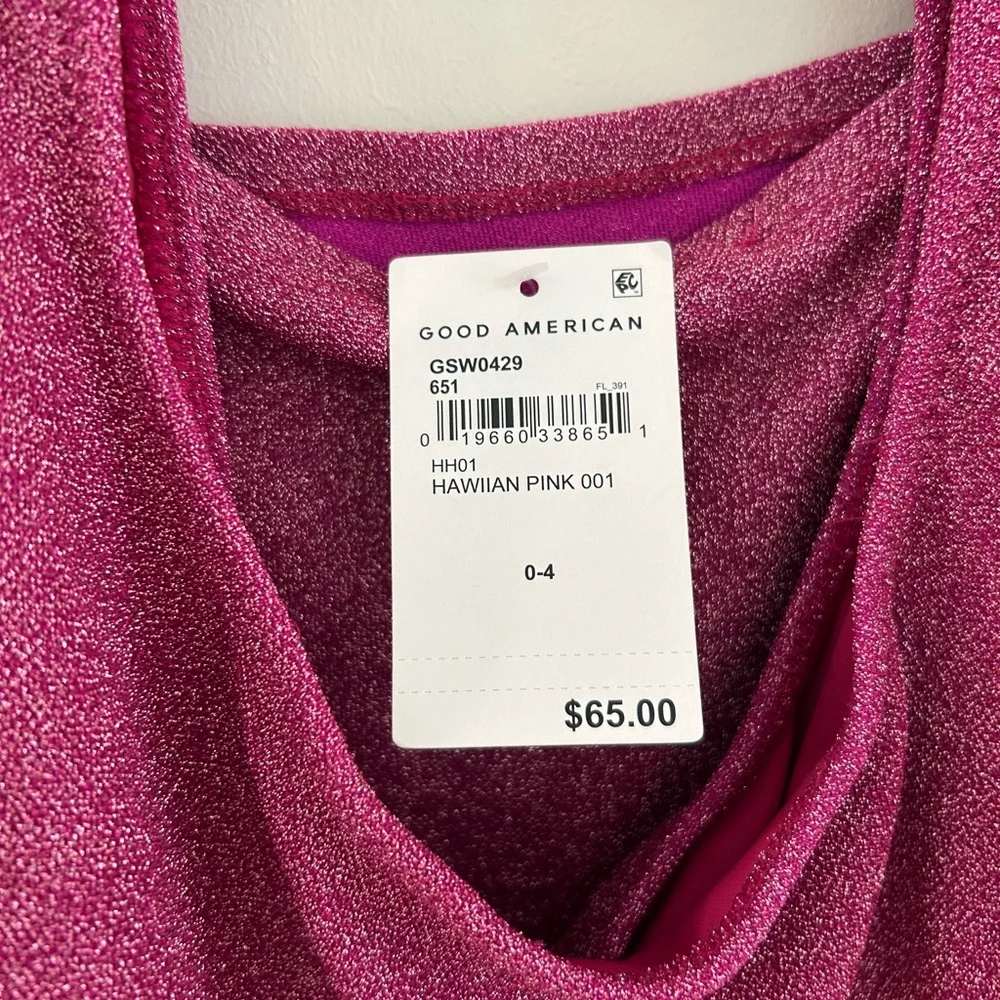 GOOD AMERICAN
GSW0429
651
FL_391
0 19660 33865 1
HH01
HAWIIAN PINK 001
0-4
$65.00